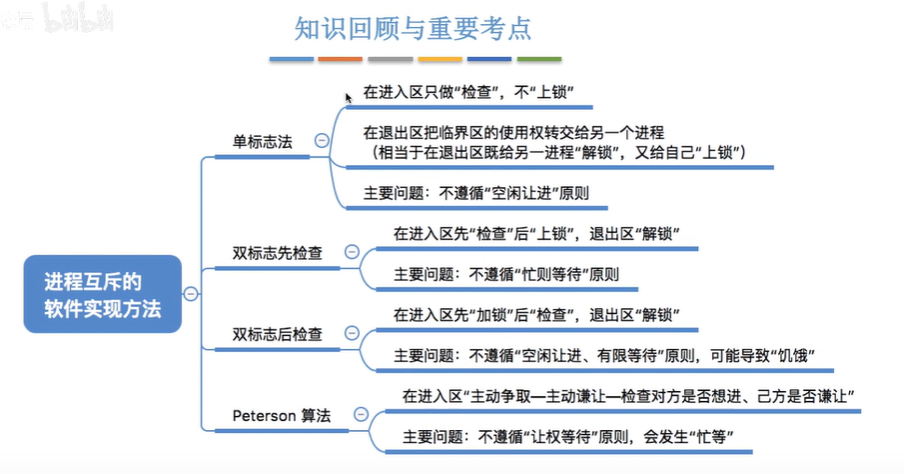 bilibili
知识回顾与重要考点
在进入区只做“检查”，不“上锁”
单标志法
在退出区把临界区的使用权转交给另一个进程
（相当于在退出区既给另一进程“解锁”，又给自己“上锁”）
主要问题：不遵循“空闲让进”原则
在进入区先“检查”后“上锁”，退出区“解锁”
双标志先检查
主要问题：不遵循“忙则等待”原则
进程互斥的
软件实现方法
在进入区先“加锁”后“检查”，退出区“解锁”
双标志后检查
主要问题：不遵循“空闲让进、有限等待”原则，可能导致“饥饿”
在进入区“主动争取—主动谦让—检查对方是否想进、己方是否谦让”
Peterson 算法
主要问题：不遵循“让权等待”原则，会发生“忙等”